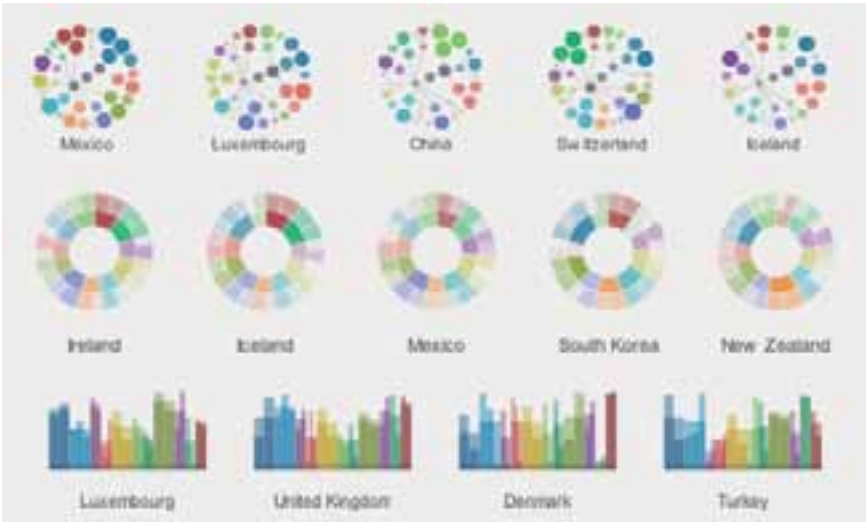 Mexico Luxembourg China Switzerland Iceland
Ireland Iceland Mexico South Korea New Zealand
Luxembourg United Kingdom Denmark Turkey